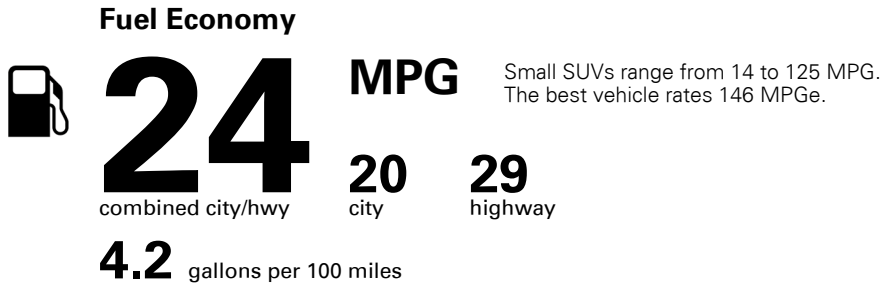 Fuel Economy
24 MPG
Small SUVs range from 14 to 125 MPG.
The best vehicle rates 146 MPGe.
20 29
combined city/hwy city highway
4.2 gallons per 100 miles